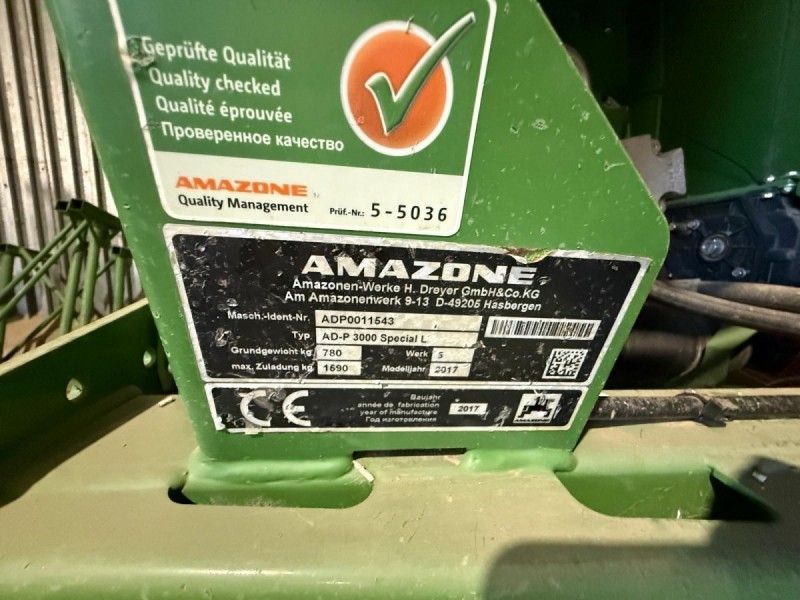 Geprüfte Qualität
Quality checked
Qualité éprouvée
Проверенное качество
AMAZONE
Quality Management Prüf.-Nr.: 5-5036
AMAZONE
Amazonen-Werke H. Dreyer GmbH&Co.KG
Am Amazonenwerk 9-13 D-49205 Hasbergen
Masch.-Ident-Nr. ADP0011543
Typ AD-P 3000 Special L
Grundgewicht kg 780 Werk 5
max. Zuladung kg 1690 Modelljahr 2017
CE
Baujahr
année de fabrication
year of manufacture 2017
Год изготовления
AMAZONE